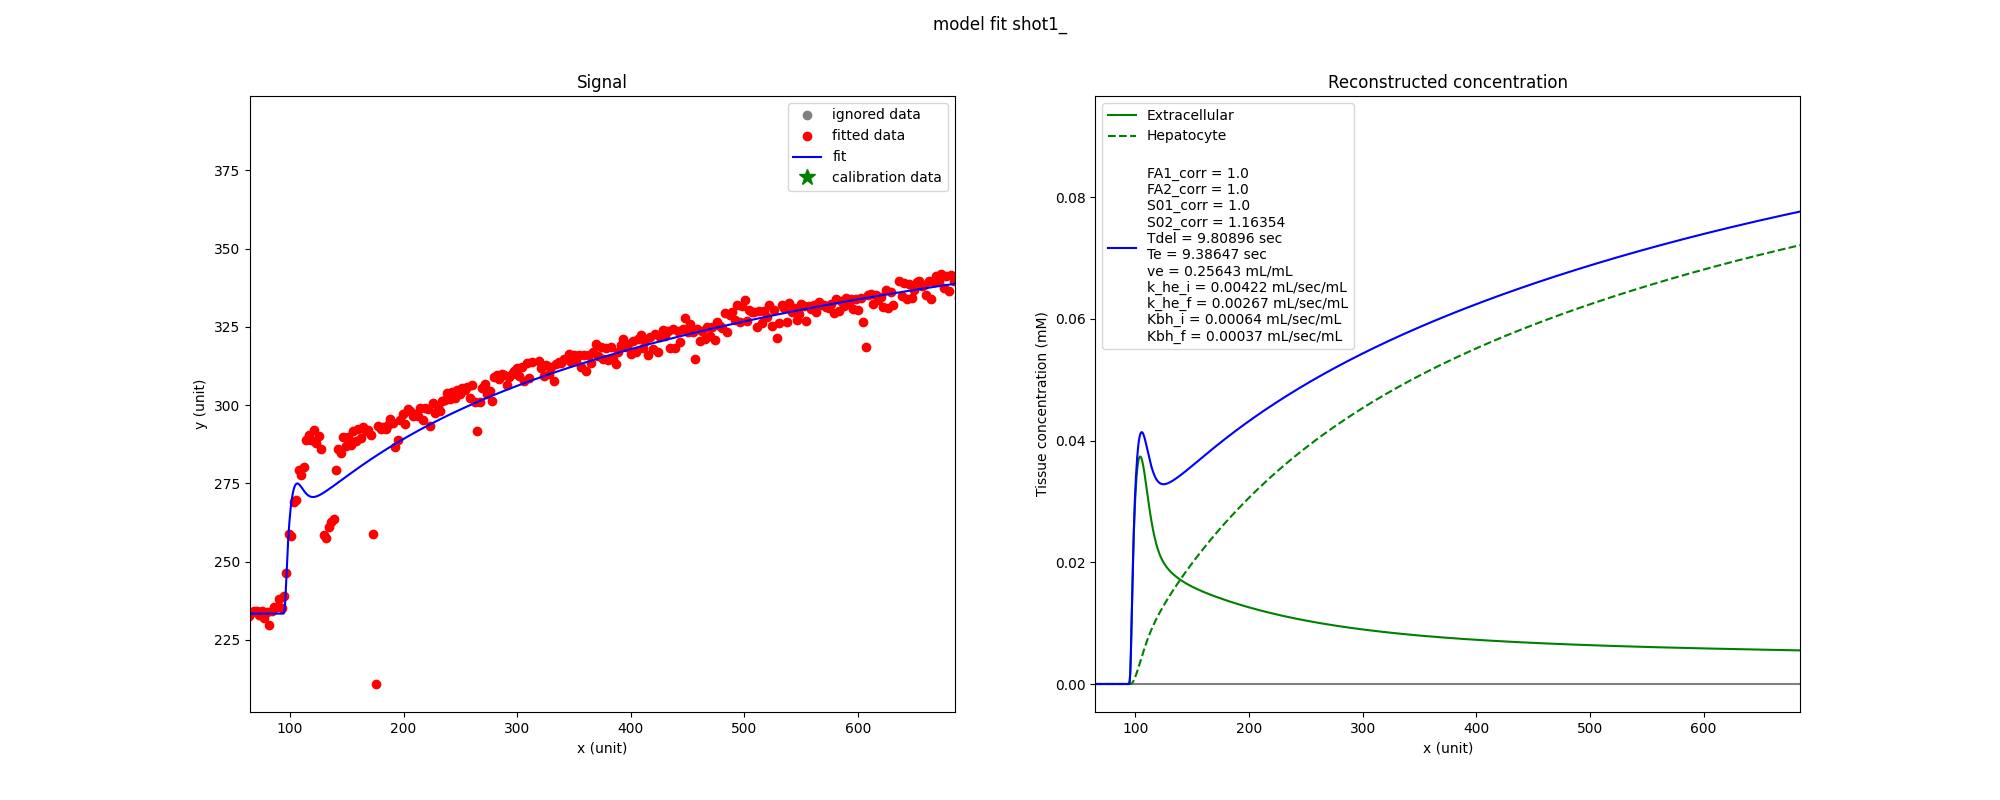 model fit shot1_
Signal
375
350
325
300
275
250
225
y (unit)
100
200
300
400
500
600
x (unit)
ignored data
fitted data
fit
calibration data
Reconstructed concentration
0.08
0.06
0.04
0.02
0.00
Tissue concentration (mM)
100
200
300
400
500
600
x (unit)
Extracellular
Hepatocyte
FA1_corr = 1.0
FA2_corr = 1.0
S01_corr = 1.0
S02_corr = 1.16354
Tdel = 9.80896 sec
Te = 9.38647 sec
ve = 0.25643 mL/mL
k_he_i = 0.00422 mL/sec/mL
k_he_f = 0.00267 mL/sec/mL
Kbh_i = 0.00064 mL/sec/mL
Kbh_f = 0.00037 mL/sec/mL